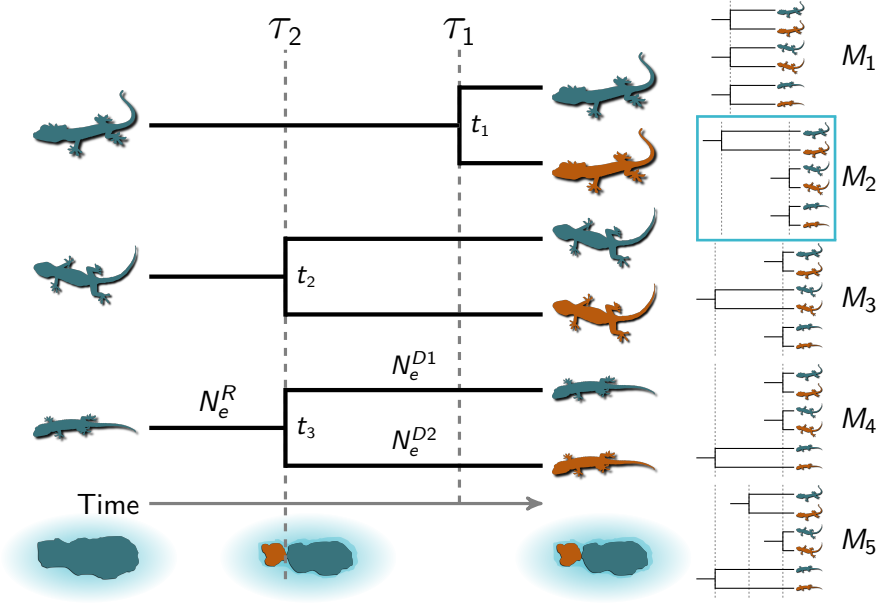 τ2 τ1
t1
t2
N_e^D1
N_e^R
t3
N_e^D2
Time
M1
M2
M3
M4
M5